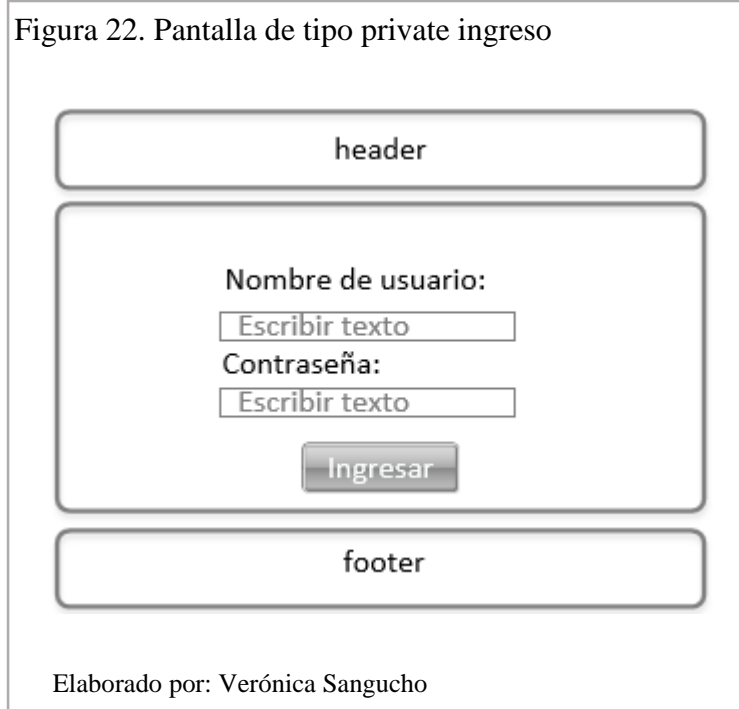 Figura 22. Pantalla de tipo private ingreso
header
Nombre de usuario:
Escribir texto
Contraseña:
Escribir texto
Ingresar
footer
Elaborado por: Verónica Sangucho